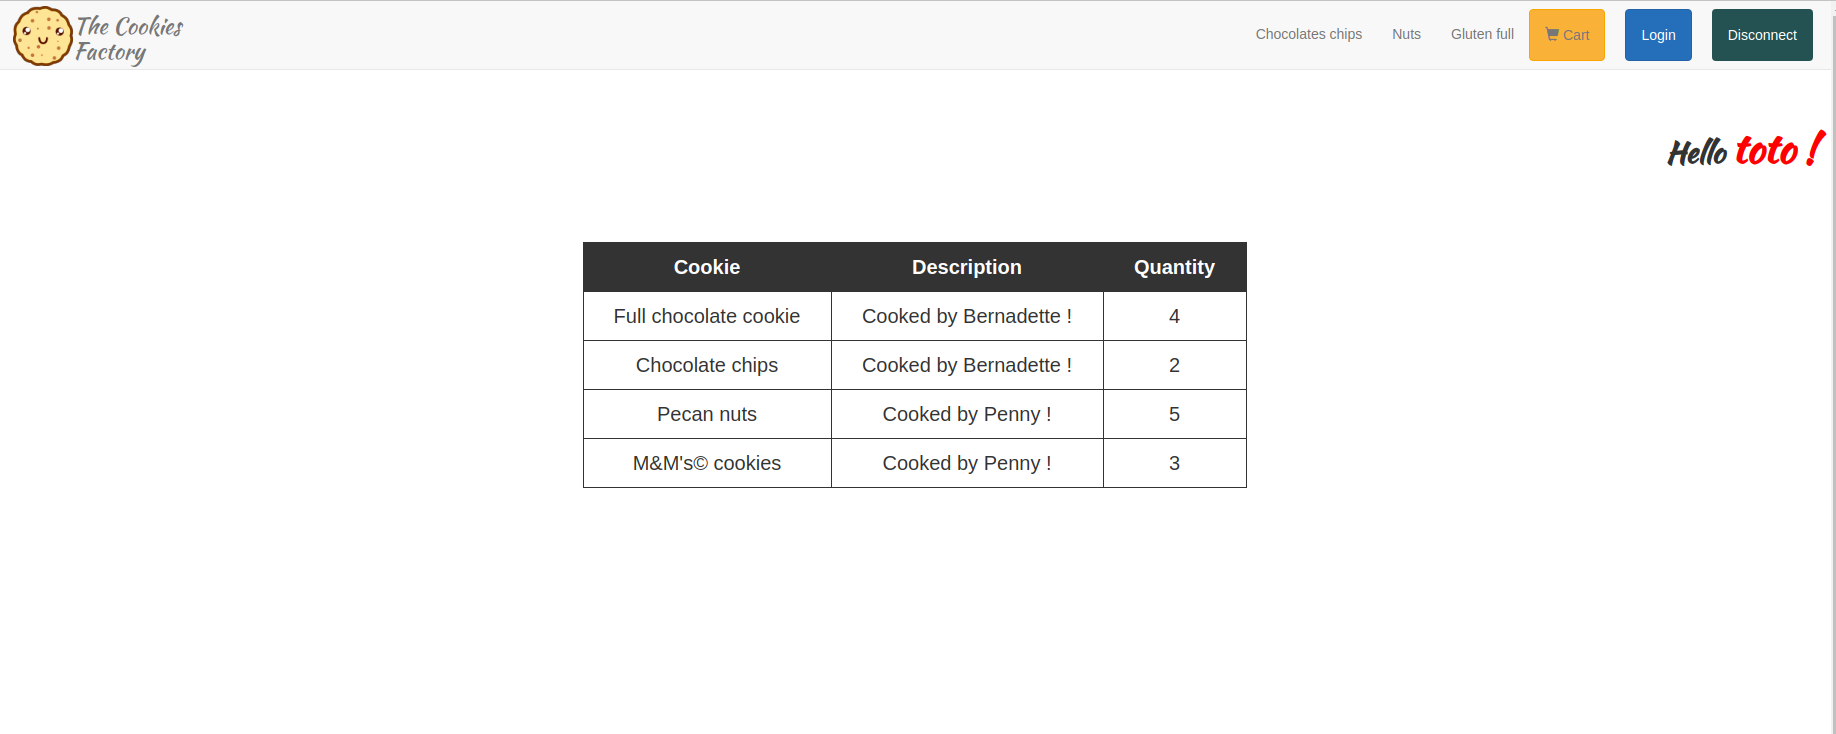 The Cookies
Factory
Chocolates chips Nuts Gluten full Cart Login Disconnect
Hello toto !
Cookie Description Quantity
Full chocolate cookie Cooked by Bernadette ! 4
Chocolate chips Cooked by Bernadette ! 2
Pecan nuts Cooked by Penny ! 5
M&M's© cookies Cooked by Penny ! 3